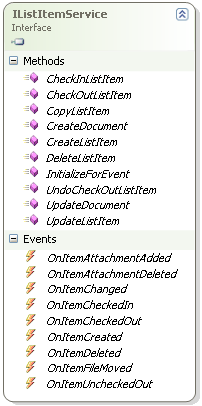 IListItemService
Interface
Methods
CheckInListItem
CheckOutListItem
CopyListItem
CreateDocument
CreateListItem
DeleteListItem
InitializeForEvent
UndoCheckOutListItem
UpdateDocument
UpdateListItem
Events
OnItemAttachmentAdded
OnItemAttachmentDeleted
OnItemChanged
OnItemCheckedIn
OnItemCheckedOut
OnItemCreated
OnItemDeleted
OnItemFileMoved
OnItemUncheckedOut